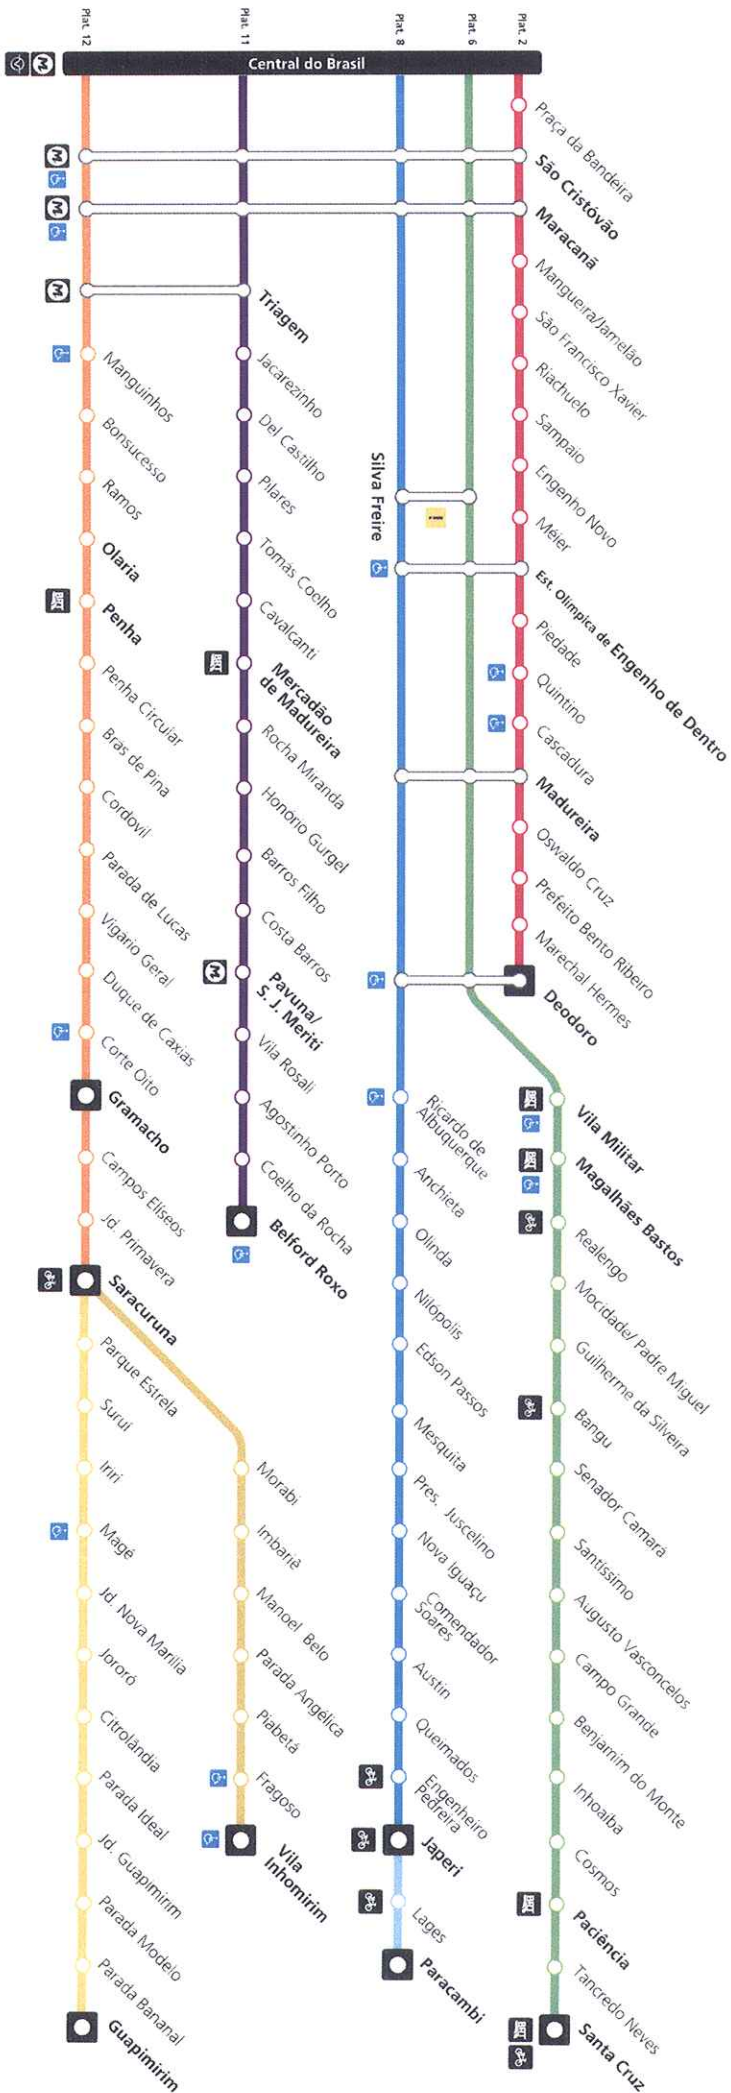 Plat. 2
Plat. 6
Plat. 8
Plat. 11
Plat. 12
Central do Brasil
Praça da Bandeira
São Cristóvão
Maracanã
Mangueira/Jamelão
São Francisco Xavier
Riachuelo
Sampaio
Engenho Novo
Méier
Est. Olímpica de Engenho de Dentro
Piedade
Quintino
Cascadura
Madureira
Oswaldo Cruz
Prefeito Bento Ribeiro
Marechal Hermes
Deodoro
Vila Militar
BRT
Magalhães Bastos
BRT
Realengo
Mocidade/ Padre Miguel
Guilherme da Silveira
Bangu
Senador Camará
Santíssimo
Augusto Vasconcelos
Campo Grande
Benjamim do Monte
Inhoaíba
Cosmos
Paciência
BRT
Tancredo Neves
Santa Cruz
BRT
Silva Freire
!
Ricardo de
Albuquerque
Anchieta
Olinda
Nilópolis
Edson Passos
Mesquita
Pres. Juscelino
Nova Iguaçu
Comendador
Soares
Austin
Queimados
Engenheiro
Pedreira
Japeri
Lages
Paracambi
Triagem
Jacarezinho
Del Castilho
Pilares
Tomás Coelho
Cavalcanti
Mercadão
de Madureira
BRT
Rocha Miranda
Honório Gurgel
Barros Filho
Costa Barros
Pavuna/
S. J. Meriti
M
Vila Rosali
Agostinho Porto
Coelho da Rocha
Belford Roxo
M
M
M
M
Manguinhos
Bonsucesso
Ramos
Olaria
Penha
BRT
Penha Circular
Brás de Pina
Cordovil
Parada de Lucas
Vigário Geral
Duque de Caxias
Corte Oito
Gramacho
Campos Elíseos
Jd. Primavera
Saracuruna
Morabi
Imbariê
Manoel Belo
Parada Angélica
Piabetá
Fragoso
Vila
Inhomirim
Parque Estrela
Suruí
Iriri
Magé
Jd. Nova Marília
Jororó
Citrolândia
Parada Ideal
Jd. Guapimirim
Parada Modelo
Parada Bananal
Guapimirim